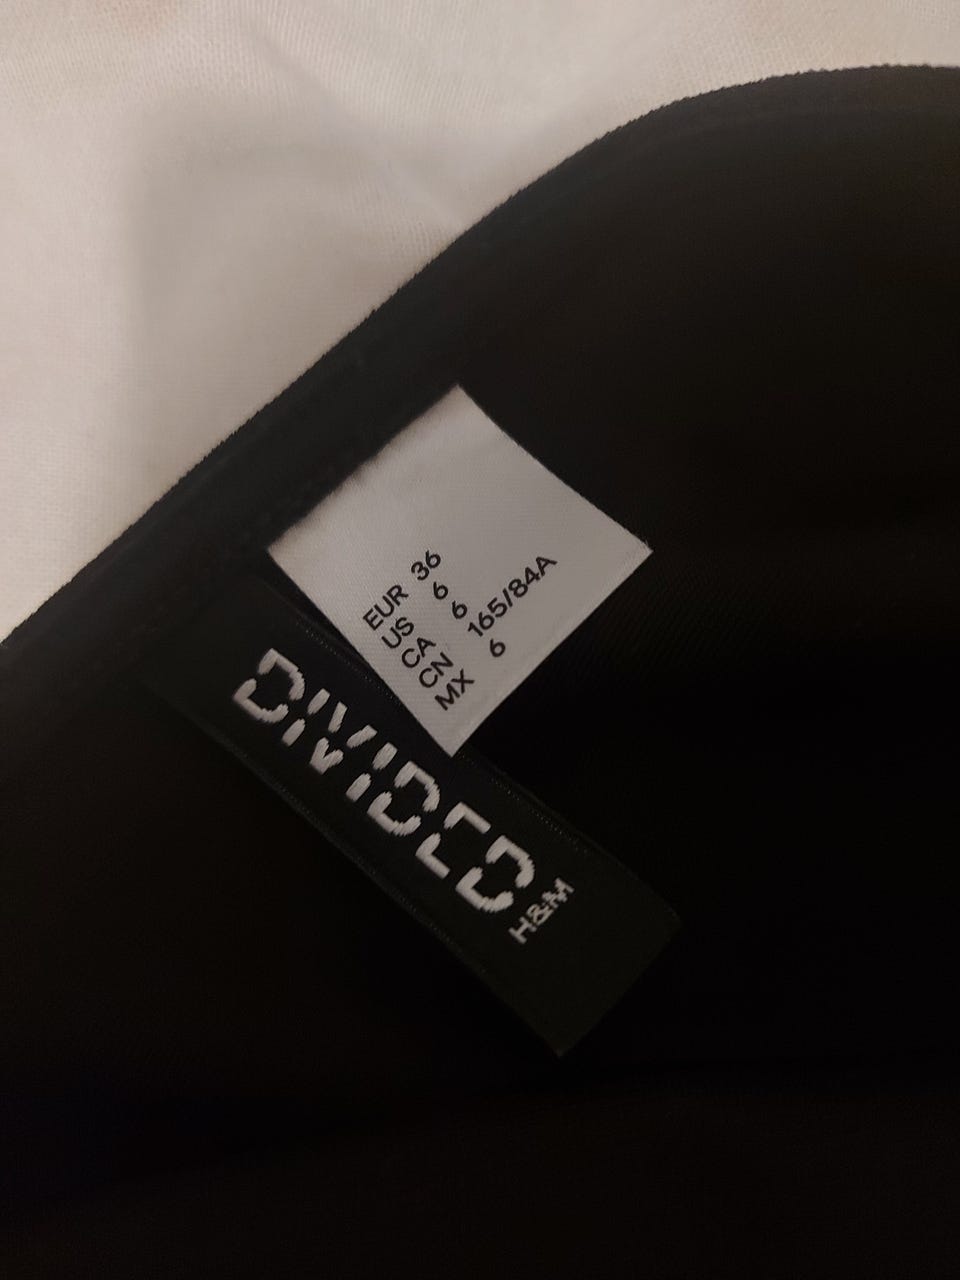 EUR 36
US 6
CA 6
CN 165/84A
MX 6
DIVIDED
H&M